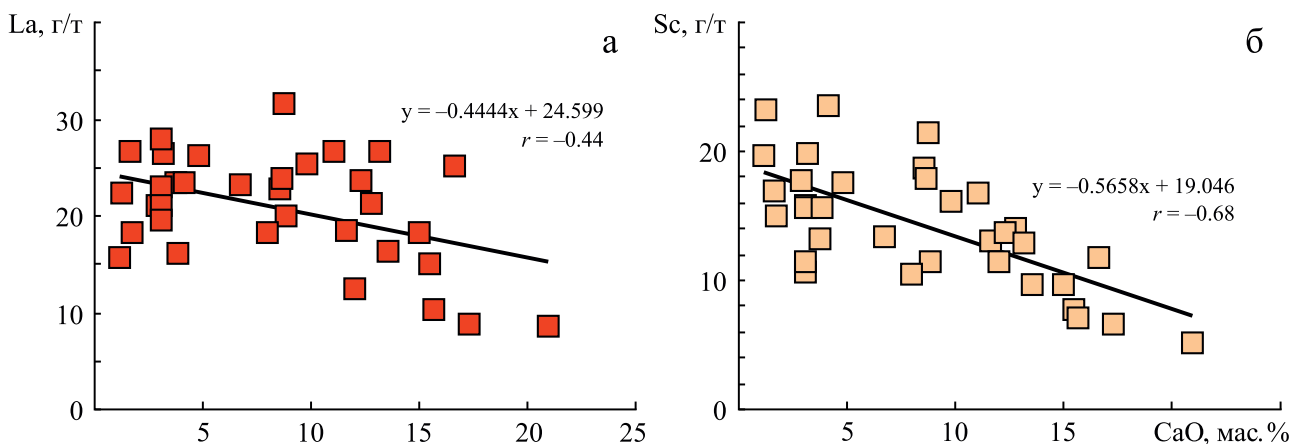 La, г/т
а
y = –0.4444x + 24.599
r = –0.44
30
20
10
0
5
10
15
20
25
Sc, г/т
б
y = –0.5658x + 19.046
r = –0.68
20
10
0
5
10
15
CaO, мас. %